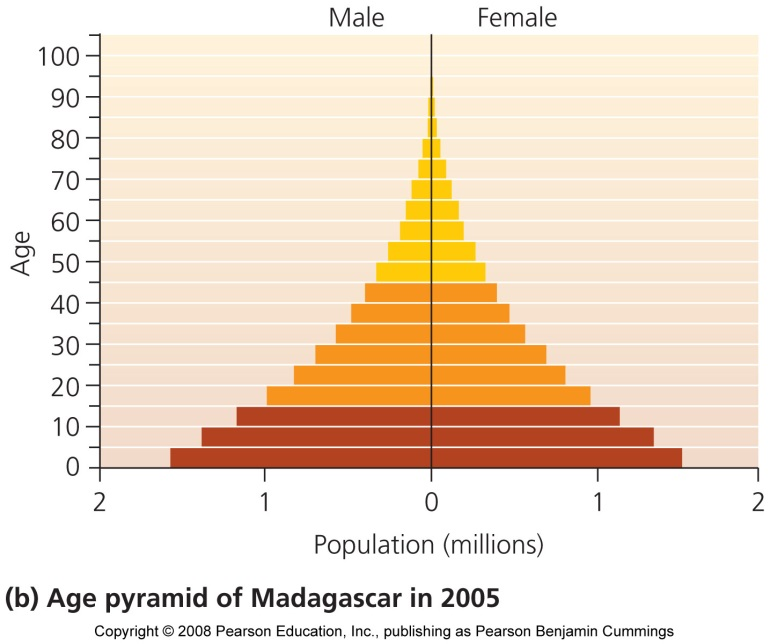 Male Female
100
90
80
70
60
50
40
30
20
10
0
Age
2 1 0 1 2
Population (millions)
(b) Age pyramid of Madagascar in 2005
Copyright © 2008 Pearson Education, Inc., publishing as Pearson Benjamin Cummings